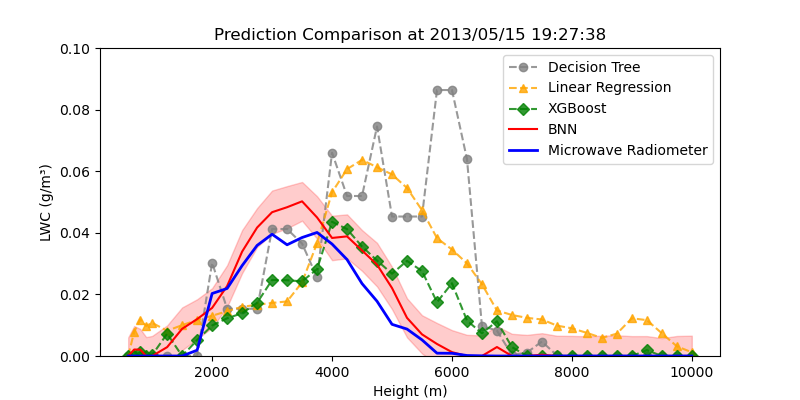 Prediction Comparison at 2013/05/15 19:27:38
LWC (g/m³)
0.10
0.08
0.06
0.04
0.02
0.00
Decision Tree
Linear Regression
XGBoost
BNN
Microwave Radiometer
2000 4000 6000 8000 10000
Height (m)